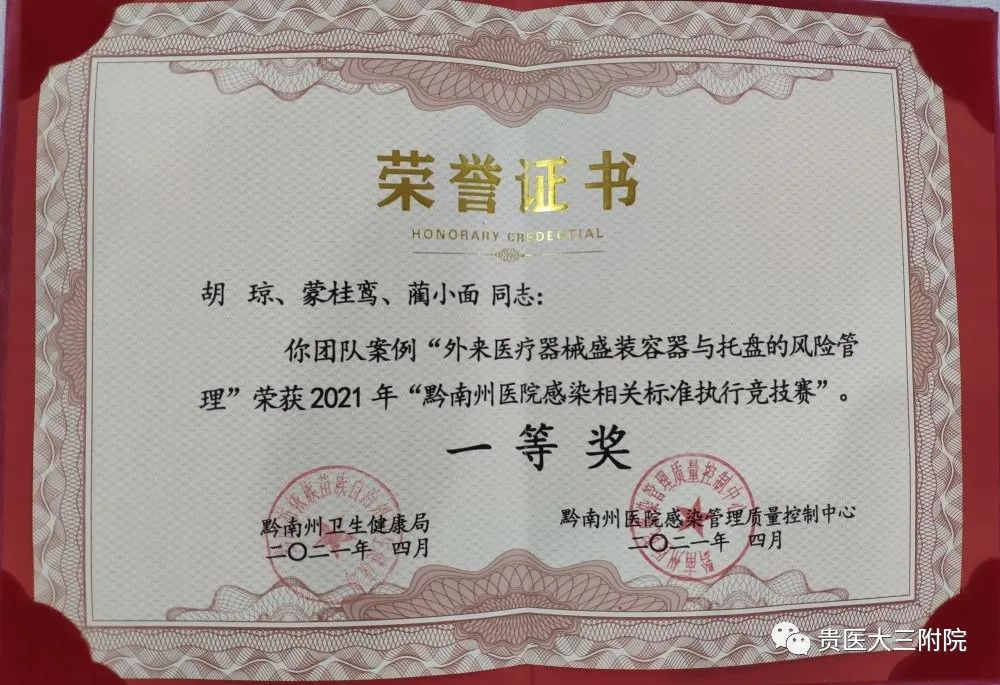 荣誉证书
HONORARY CREDENTIAL
胡 琼、蒙桂鸾、蔺小面 同志：
你团队案例“外来医疗器械盛装容器与托盘的风险管
理”荣获2021 年“黔南州医院感染相关标准执行竞技赛”。
一等奖
黔南州卫生健康局
二〇二一年 四月
黔南州医院感染管理质量控制中心
二〇二一年 四月
贵医大三附院